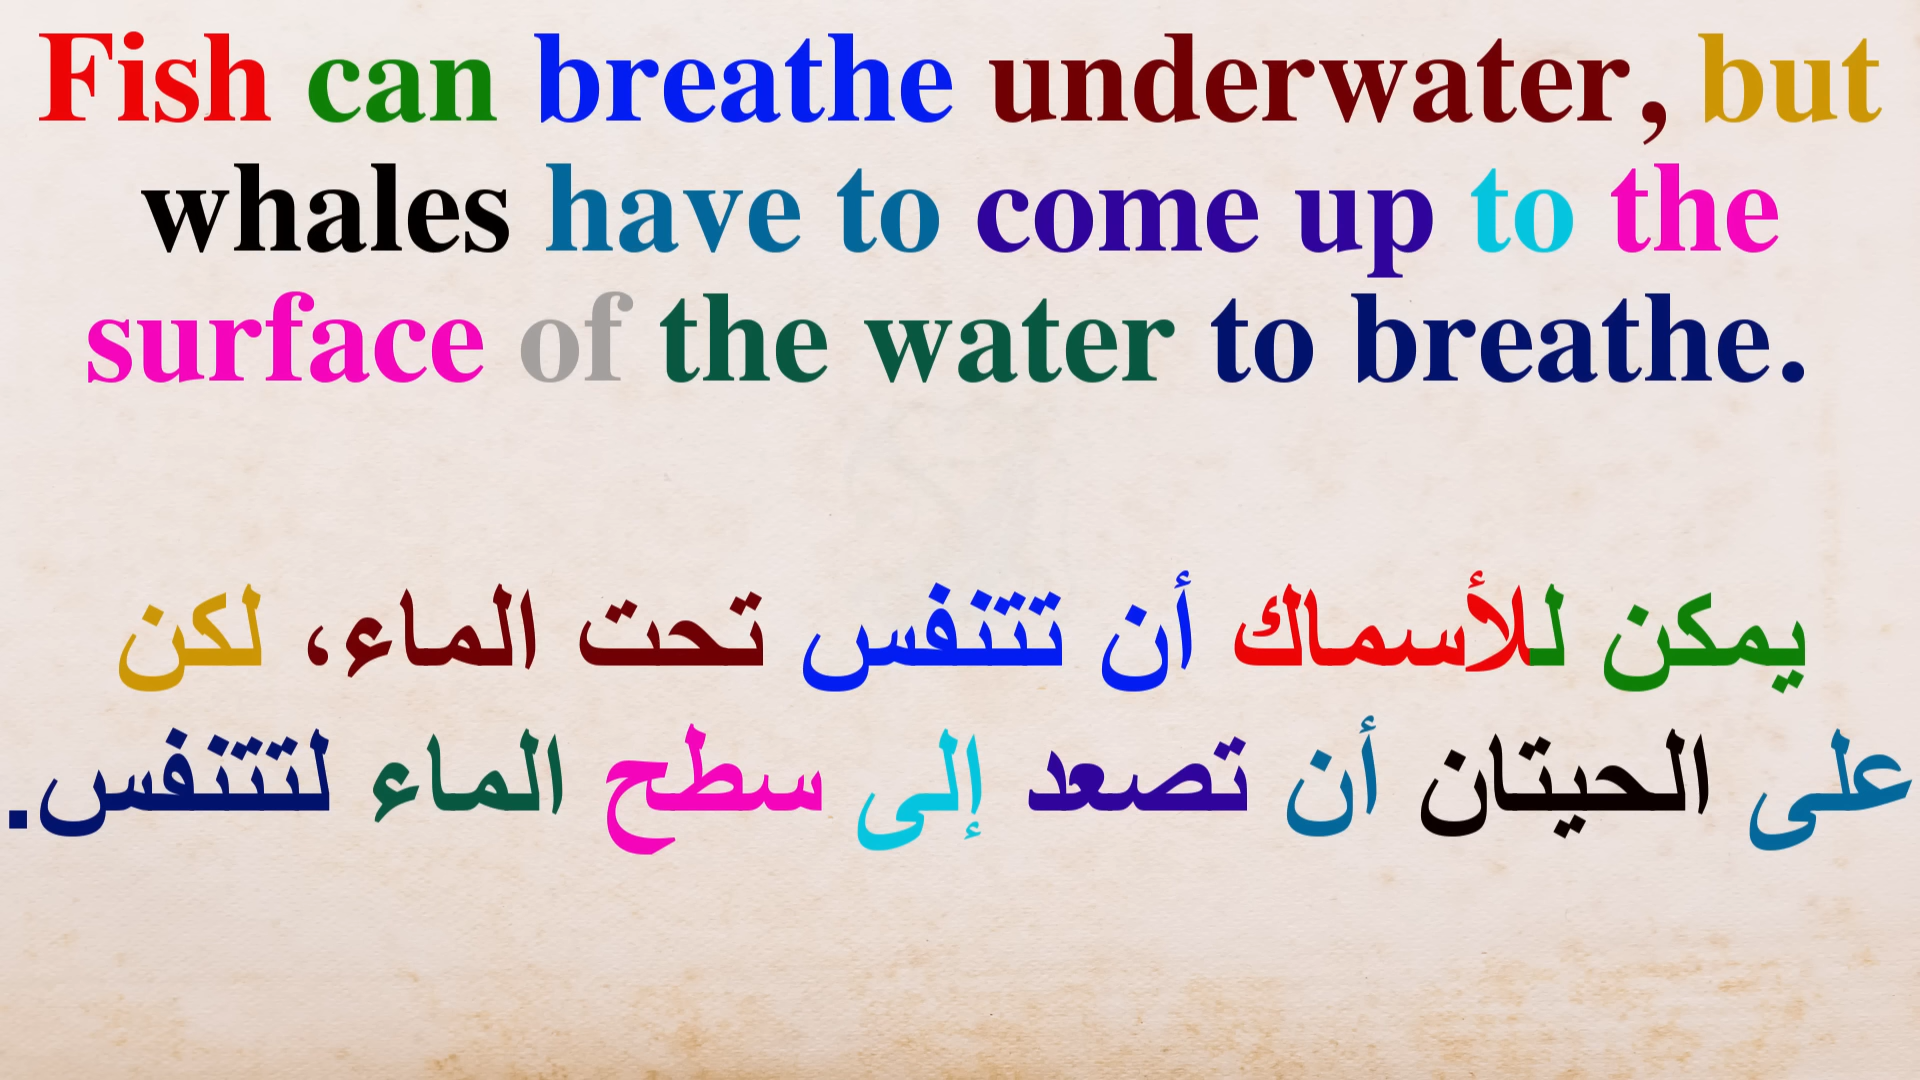 Fish can breathe underwater, but
whales have to come up to the
surface of the water to breathe.
يمكن للأسماك أن تتنفس تحت الماء، لكن
على الحيتان أن تصعد إلى سطح الماء لتتنفس.